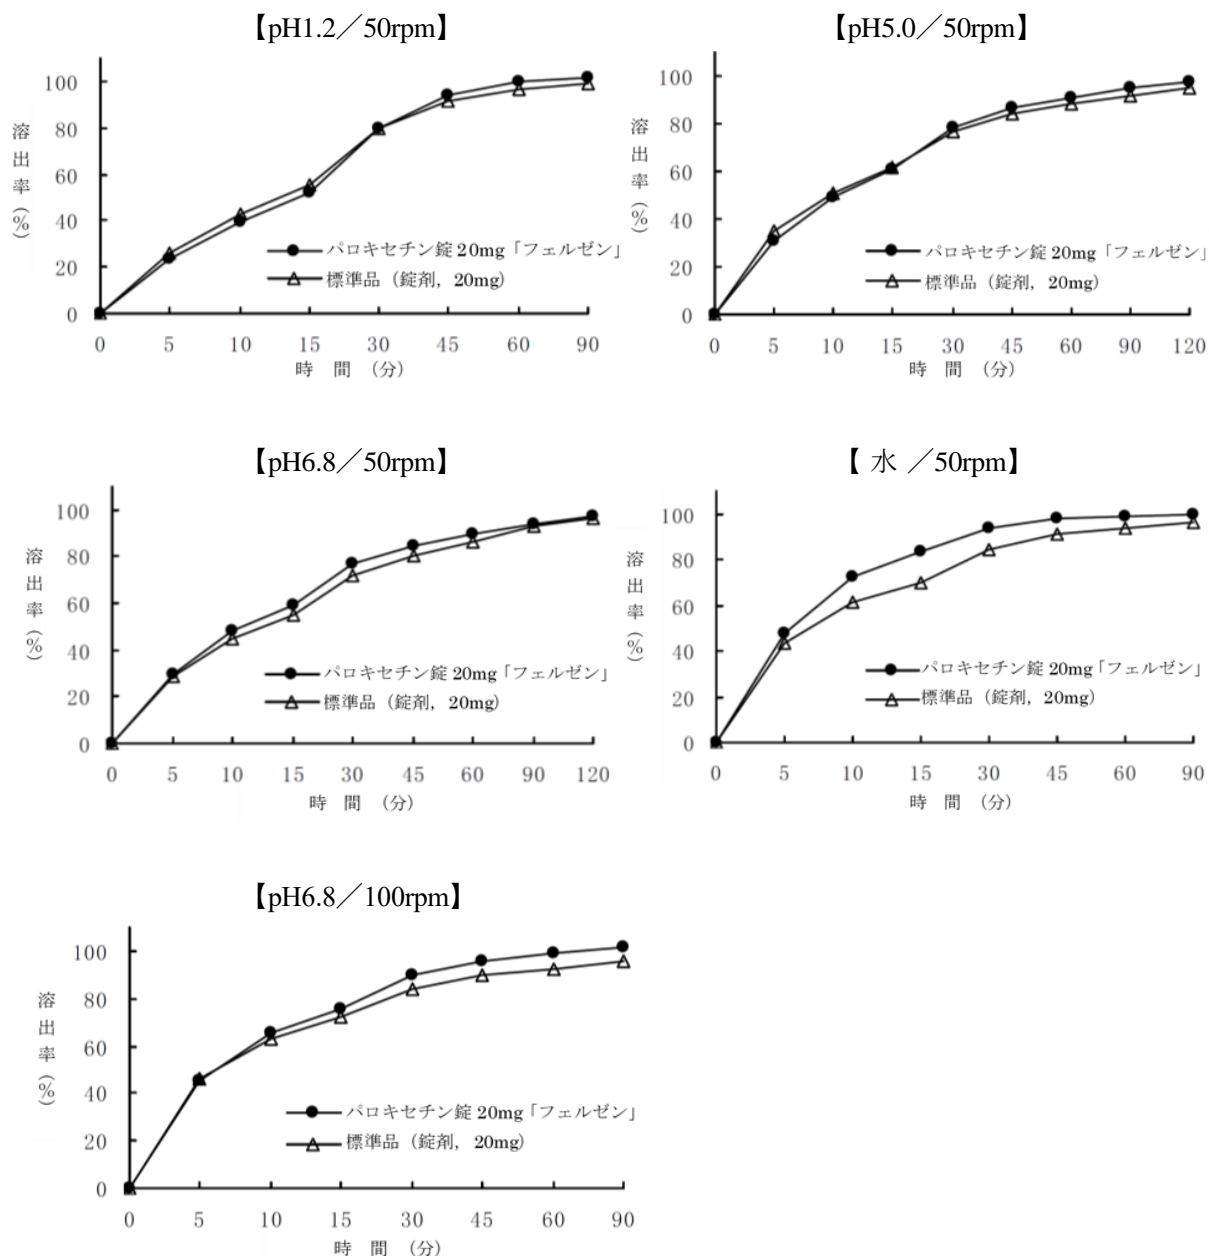 【pH1.2／50rpm】
溶出率(%)
100
80
60
40
20
0
パロキセチン錠 20mg「フェルゼン」
標準品（錠剤，20mg）
0 5 10 15 30 45 60 90
時 間 (分)
【pH5.0／50rpm】
溶出率(%)
100
80
60
40
20
0
パロキセチン錠 20mg「フェルゼン」
標準品（錠剤，20mg）
0 5 10 15 30 45 60 90 120
時 間 (分)
【pH6.8／50rpm】
溶出率(%)
100
80
60
40
20
0
パロキセチン錠 20mg「フェルゼン」
標準品（錠剤，20mg）
0 5 10 15 30 45 60 90 120
時 間 (分)
【 水 ／50rpm】
溶出率(%)
100
80
60
40
20
0
パロキセチン錠 20mg「フェルゼン」
標準品（錠剤，20mg）
0 5 10 15 30 45 60 90
時 間 (分)
【pH6.8／100rpm】
溶出率(%)
100
80
60
40
20
0
パロキセチン錠 20mg「フェルゼン」
標準品（錠剤，20mg）
0 5 10 15 30 45 60 90
時 間 (分)